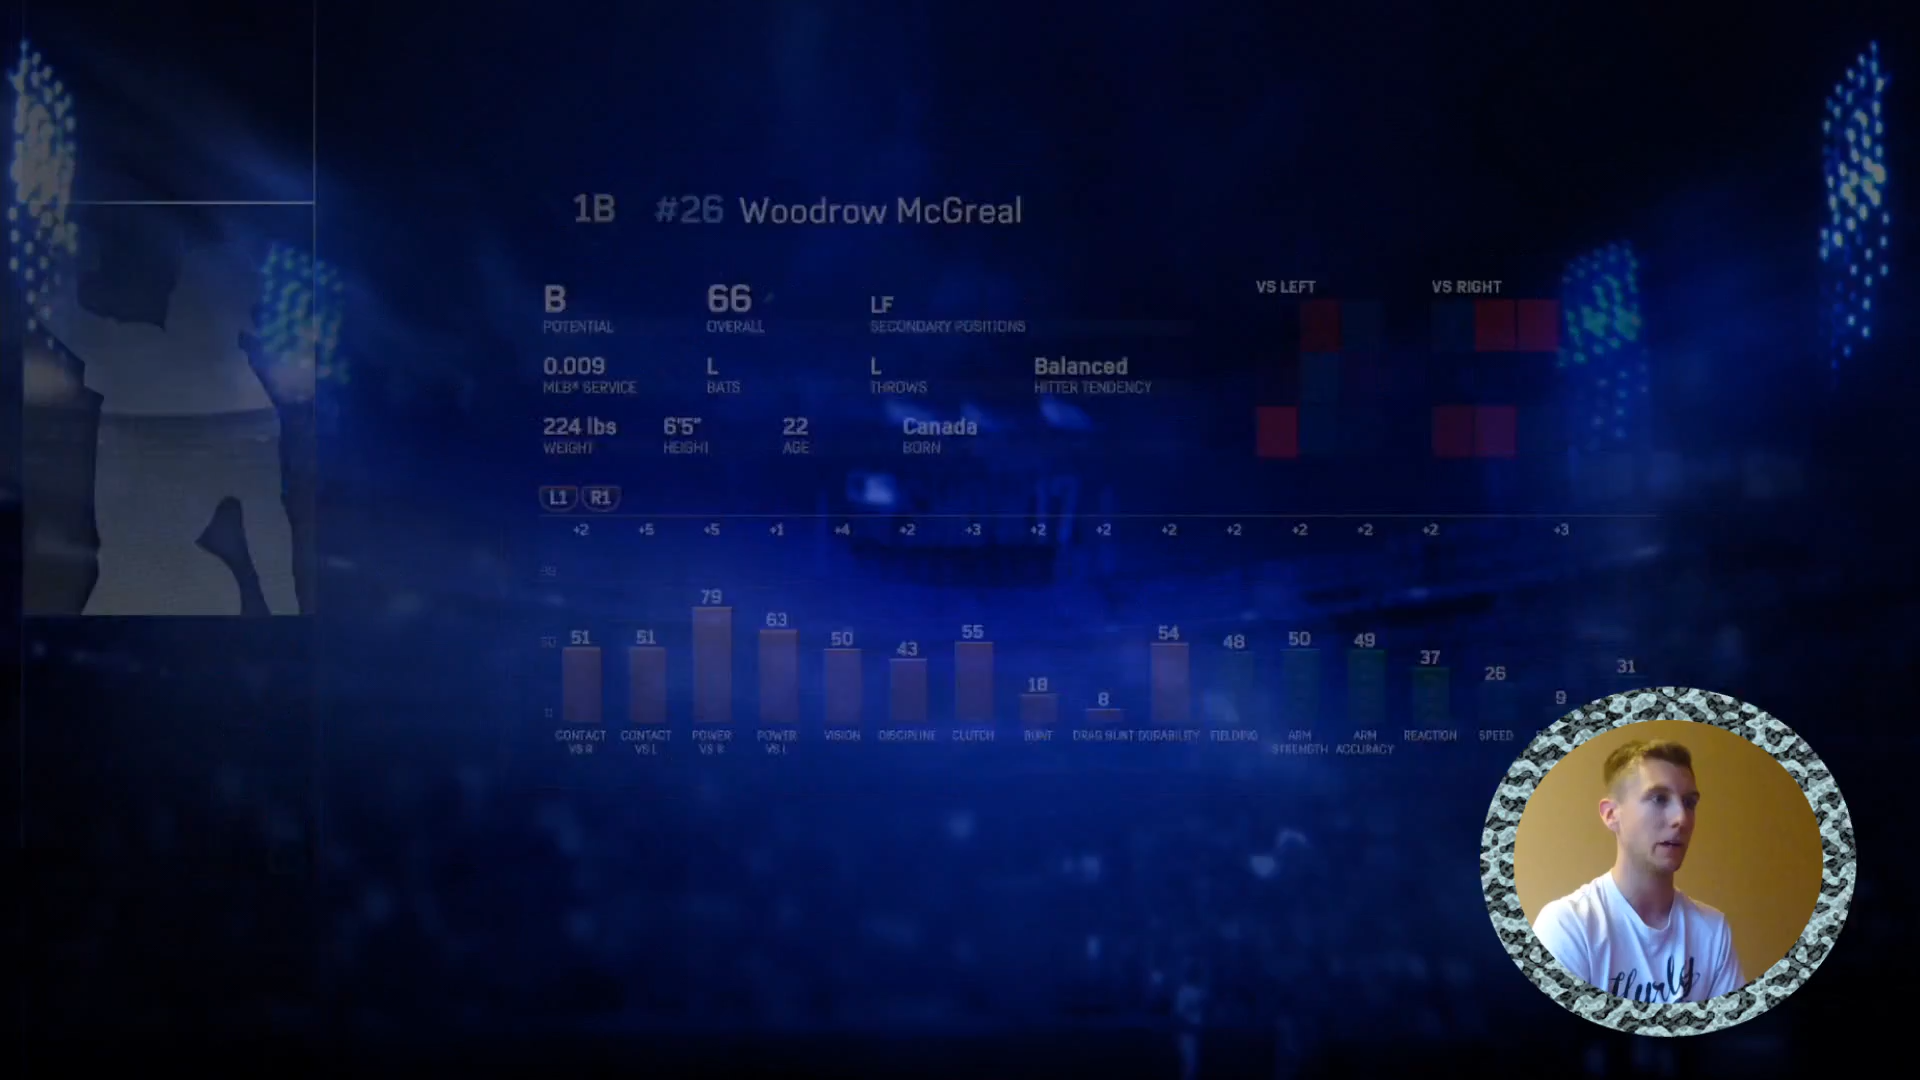 1B #26 Woodrow McGreal
B 66 LF
POTENTIAL OVERALL SECONDARY POSITIONS
VS LEFT VS RIGHT
0.009 L L Balanced
MLB® SERVICE BATS THROWS HITTER TENDENCY
224 lbs 6'5" 22 Canada
WEIGHT HEIGHT AGE BORN
L1 R1
+2 +5 +5 +1 +4 +2 +3 +2 +2 +2 +2 +2 +2 +2 +3
99
50
0
51 51 79 63 50 43 55 18 8 54 48 50 49 37 26 9 31
CONTACT VS R
CONTACT VS L
POWER VS R
POWER VS L
VISION
DISCIPLINE
CLUTCH
BUNT
DRAG BUNT
DURABILITY
FIELDING
ARM STRENGTH
ARM ACCURACY
REACTION
SPEED
Hurly